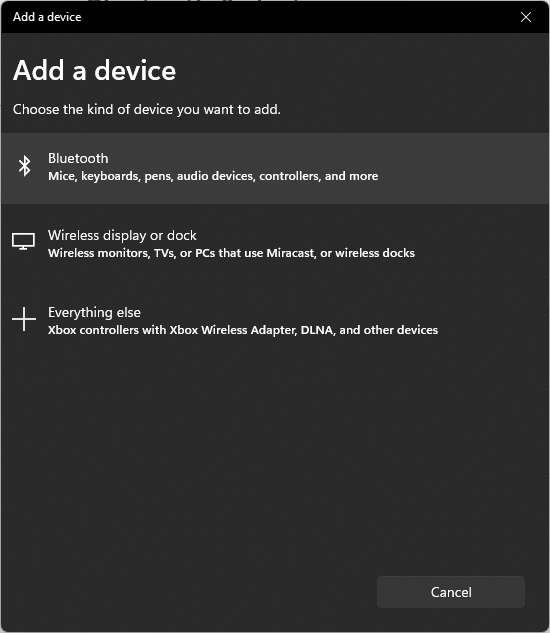 Add a device
Add a device
Choose the kind of device you want to add.
Bluetooth
Mice, keyboards, pens, audio devices, controllers, and more
Wireless display or dock
Wireless monitors, TVs, or PCs that use Miracast, or wireless docks
Everything else
Xbox controllers with Xbox Wireless Adapter, DLNA, and other devices
Cancel